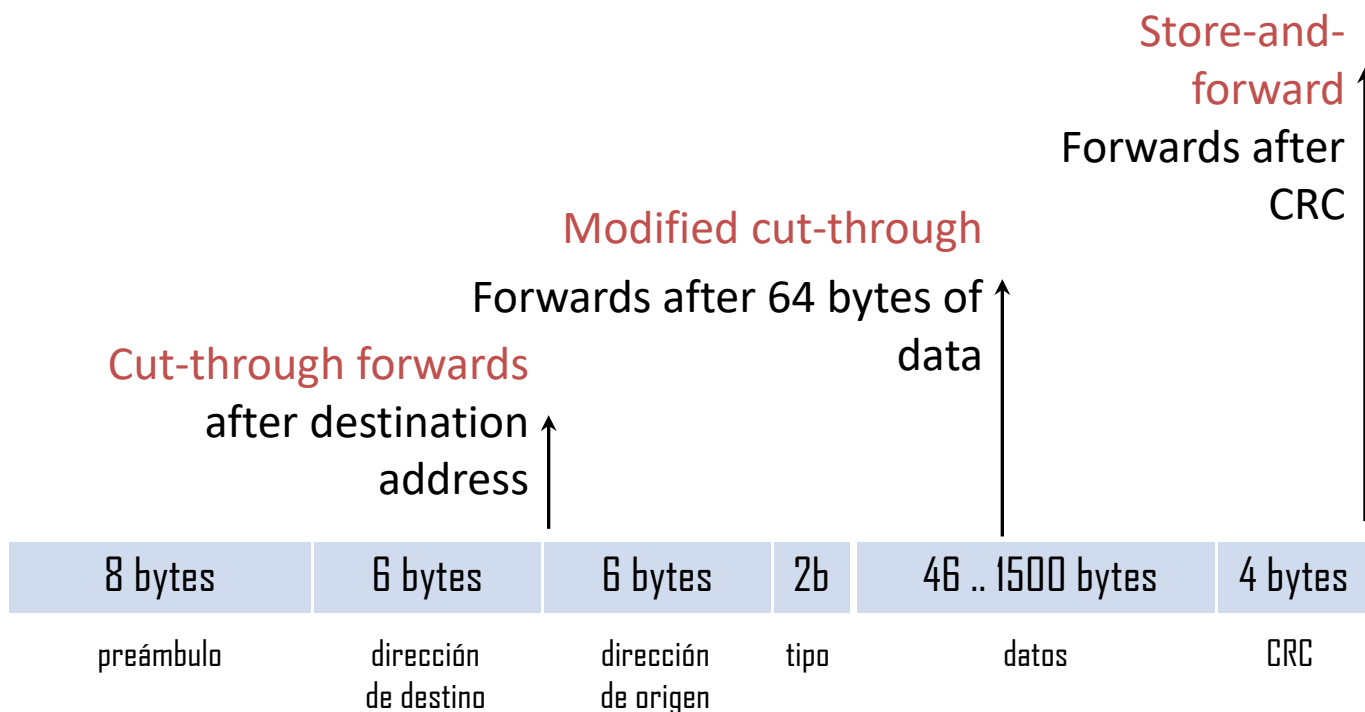 Store-and-
forward
Forwards after
CRC
Modified cut-through
Forwards after 64 bytes of
data
Cut-through forwards
after destination
address
8 bytes
6 bytes
6 bytes
2b
46 .. 1500 bytes
4 bytes
preámbulo
dirección
de destino
dirección
de origen
tipo
datos
CRC